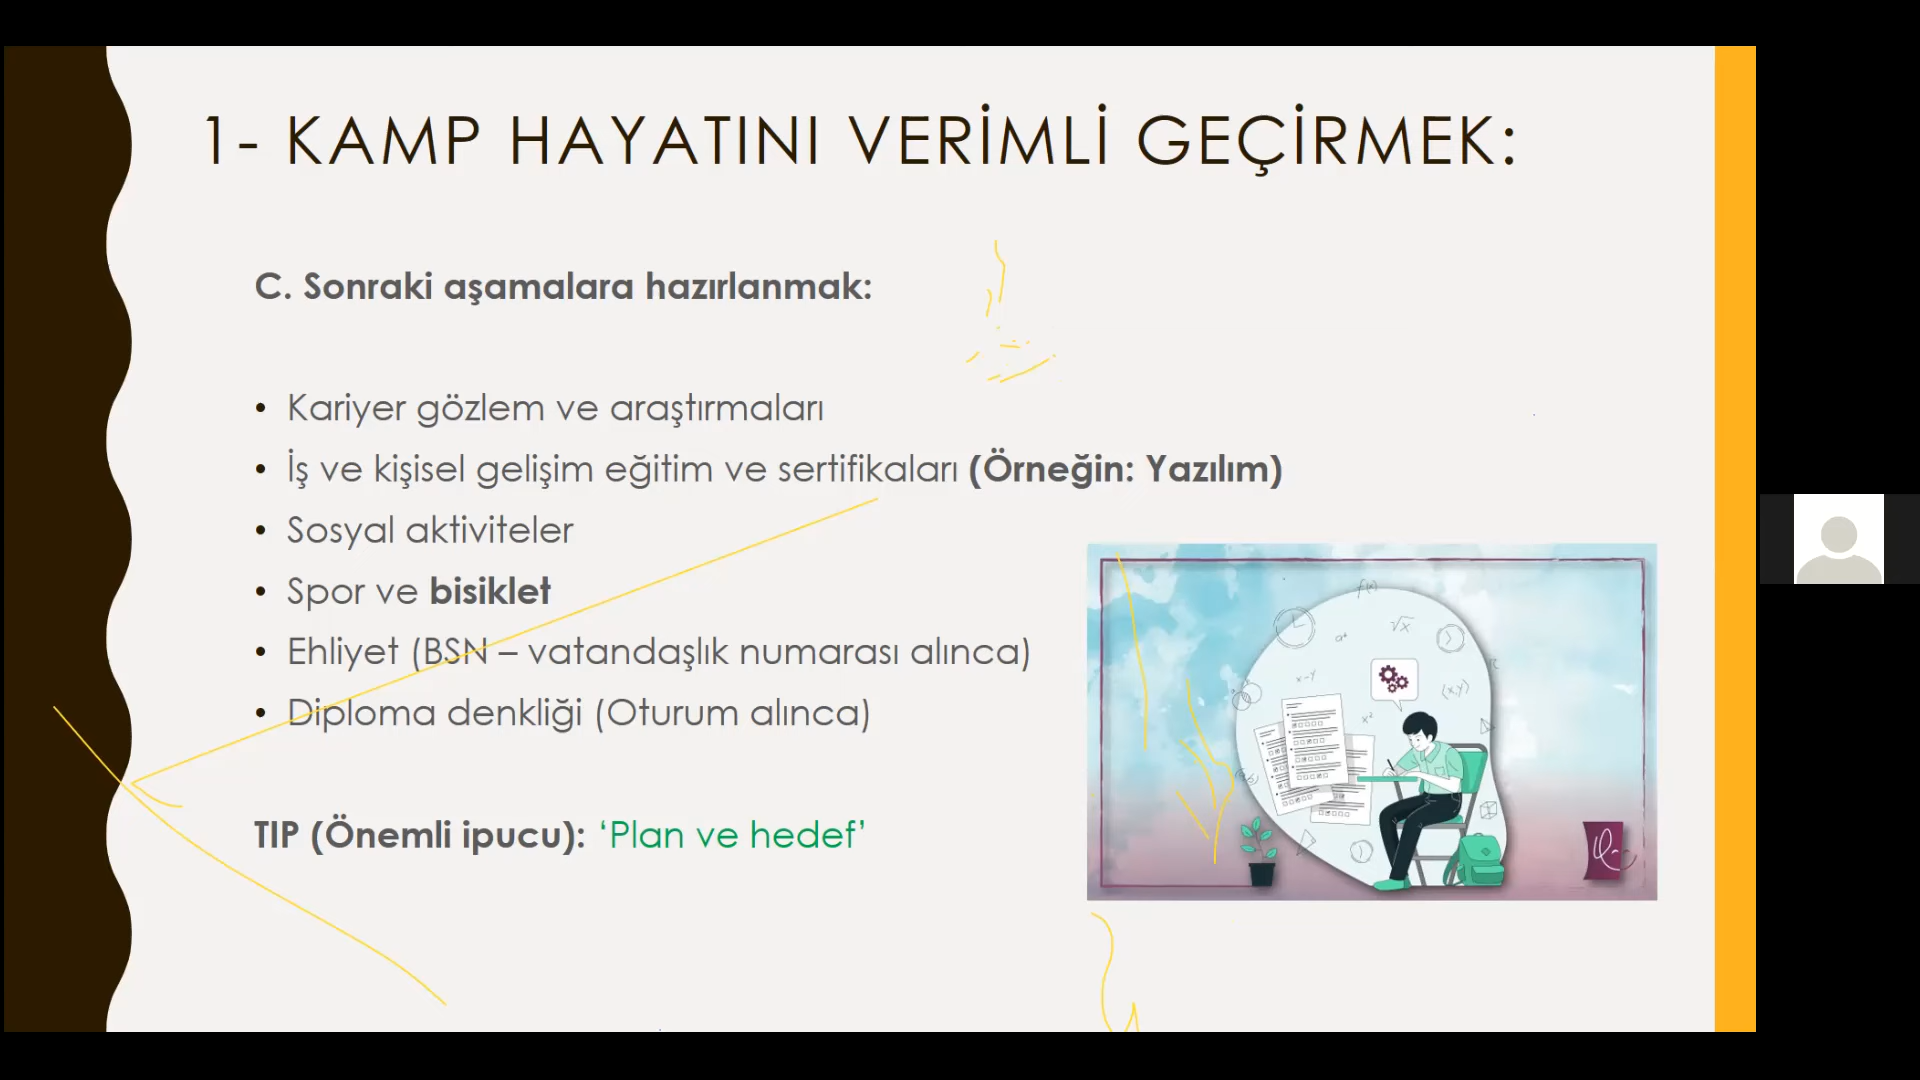 1- KAMP HAYATINI VERİMLİ GEÇİRMEK:
C. Sonraki aşamalara hazırlanmak:
• Kariyer gözlem ve araştırmaları
• İş ve kişisel gelişim eğitim ve sertifikaları (Örneğin: Yazılım)
• Sosyal aktiviteler
• Spor ve bisiklet
• Ehliyet (BSN – vatandaşlık numarası alınca)
• Diploma denkliği (Oturum alınca)
TIP (Önemli ipucu): ‘Plan ve hedef’
f(x)
√x
x-y
(x,y)
x²